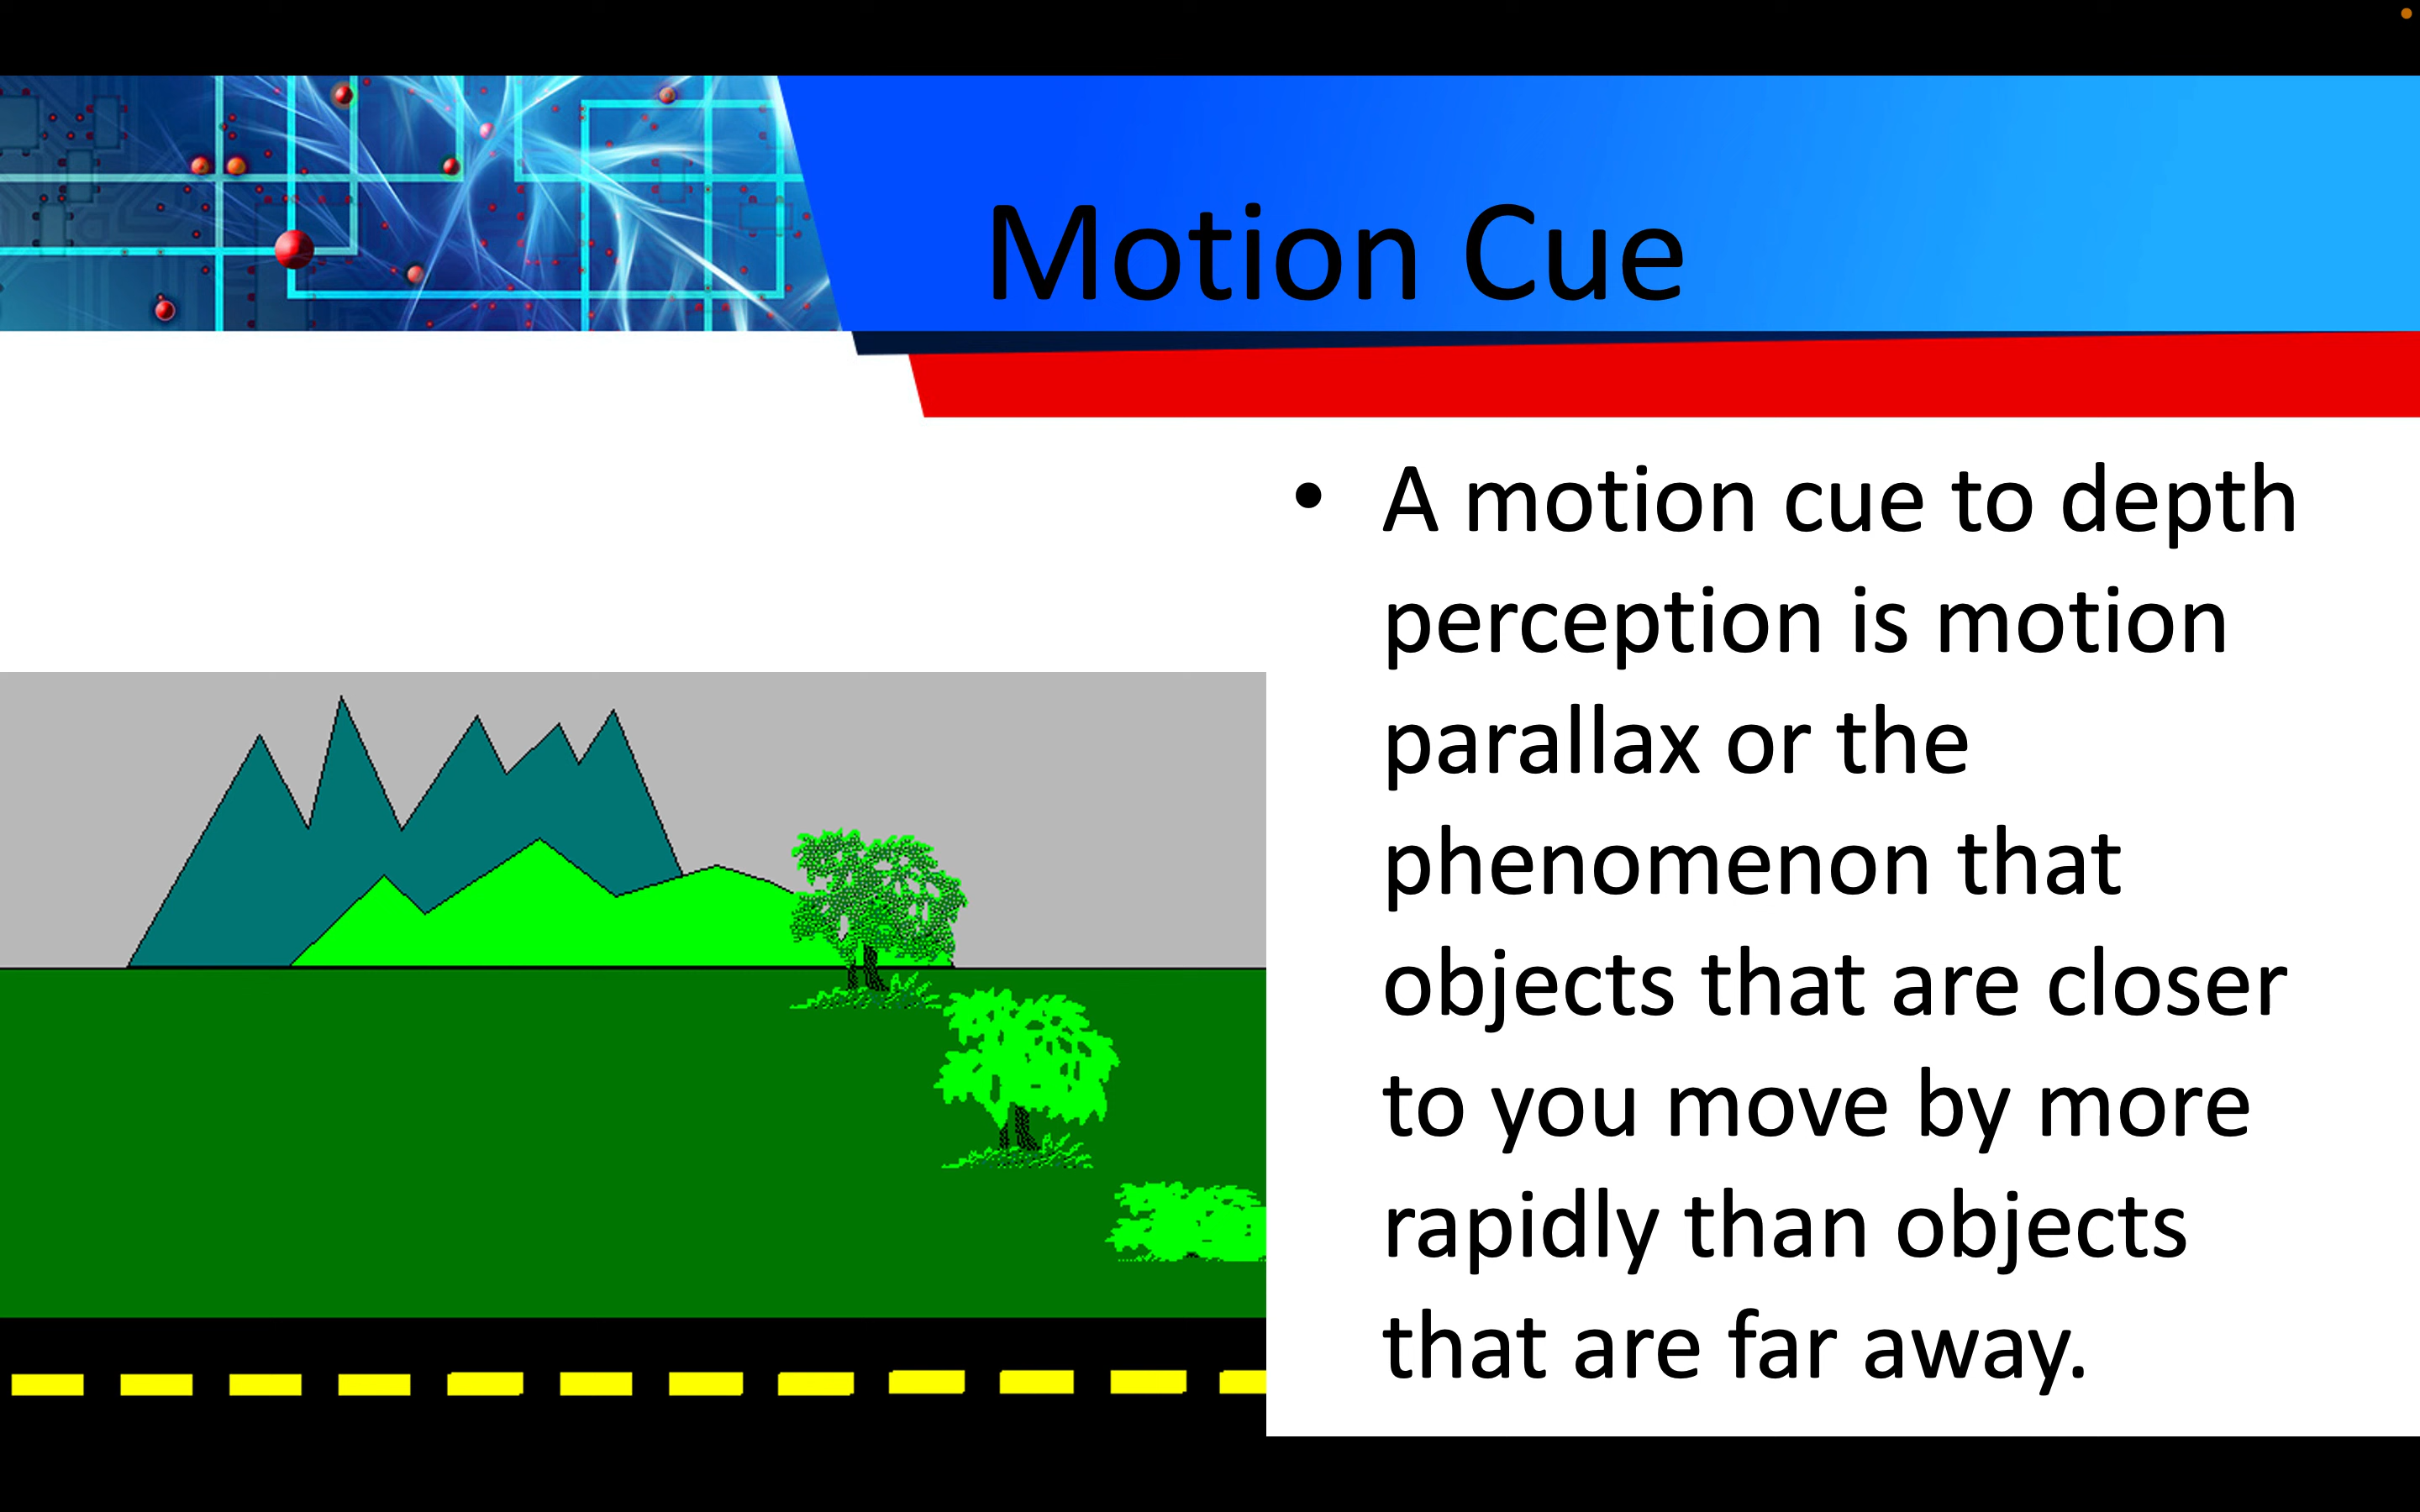 Motion Cue
• A motion cue to depth
perception is motion
parallax or the
phenomenon that
objects that are closer
to you move by more
rapidly than objects
that are far away.